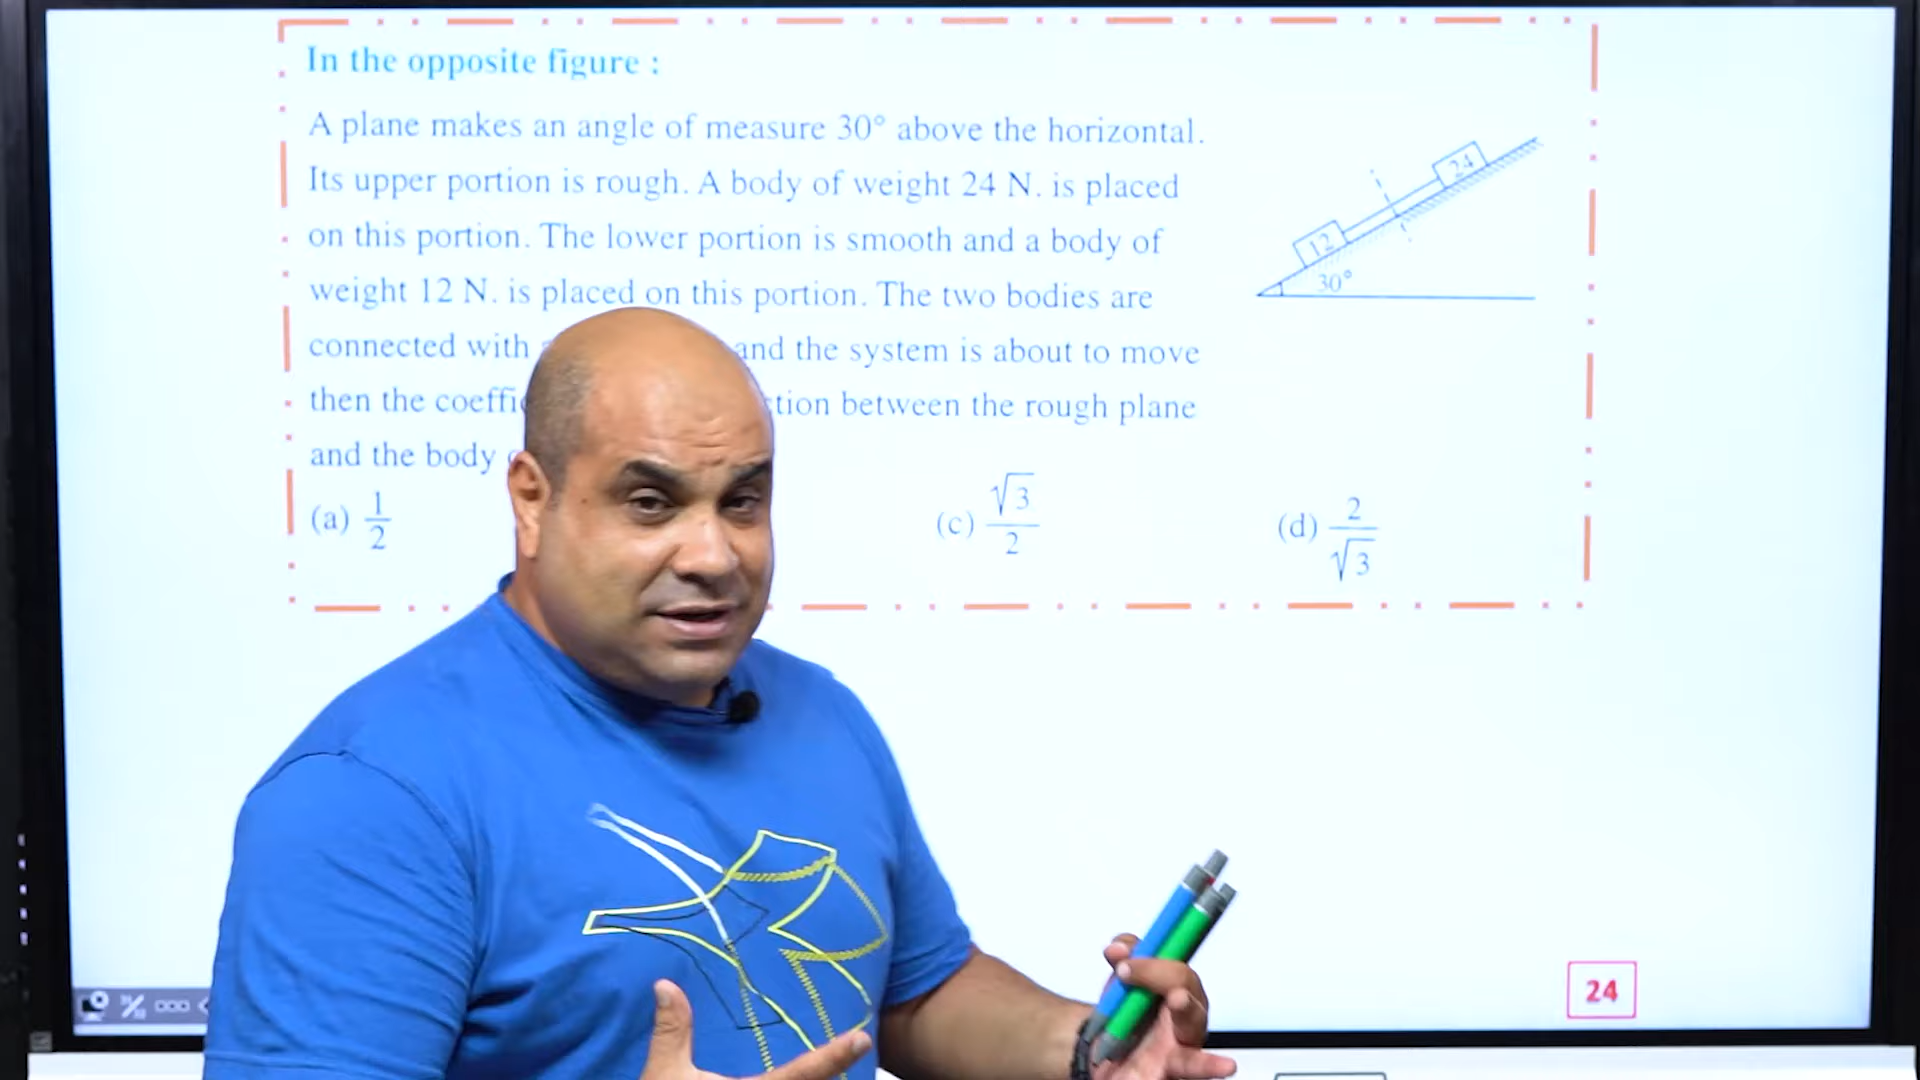 In the opposite figure :
A plane makes an angle of measure 30° above the horizontal.
Its upper portion is rough. A body of weight 24 N. is placed
on this portion. The lower portion is smooth and a body of
weight 12 N. is placed on this portion. The two bodies are
connected with and the system is about to move
then the between the rough plane
and the body
(a) 1/2
(c) √3/2
(d) 2/√3
24
12
30°
24